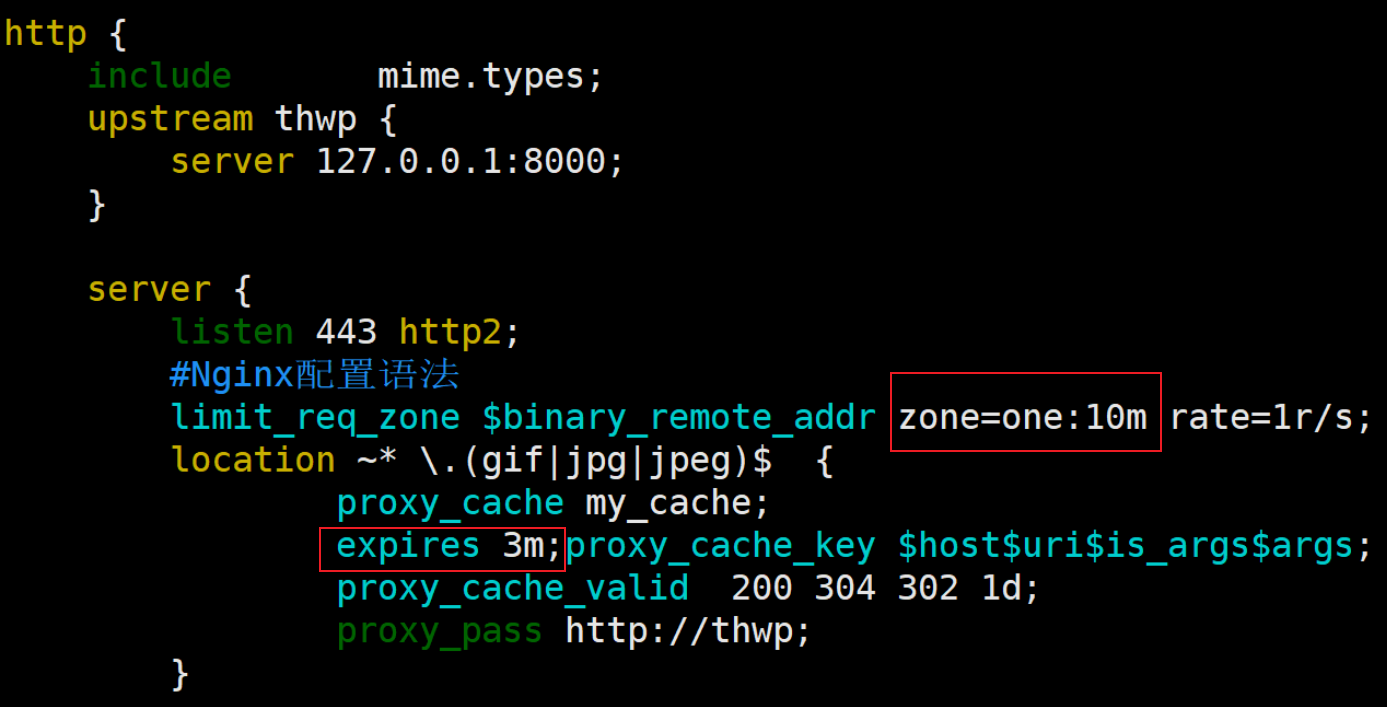 http {
    include       mime.types;
    upstream thwp {
        server 127.0.0.1:8000;
    }
    server {
        listen 443 http2;
        #Nginx配置语法
        limit_req_zone $binary_remote_addr zone=one:10m rate=1r/s;
        location ~* \.(gif|jpg|jpeg)$  {
                proxy_cache my_cache;
                expires 3m;proxy_cache_key $host$uri$is_args$args;
                proxy_cache_valid  200 304 302 1d;
                proxy_pass http://thwp;
        }